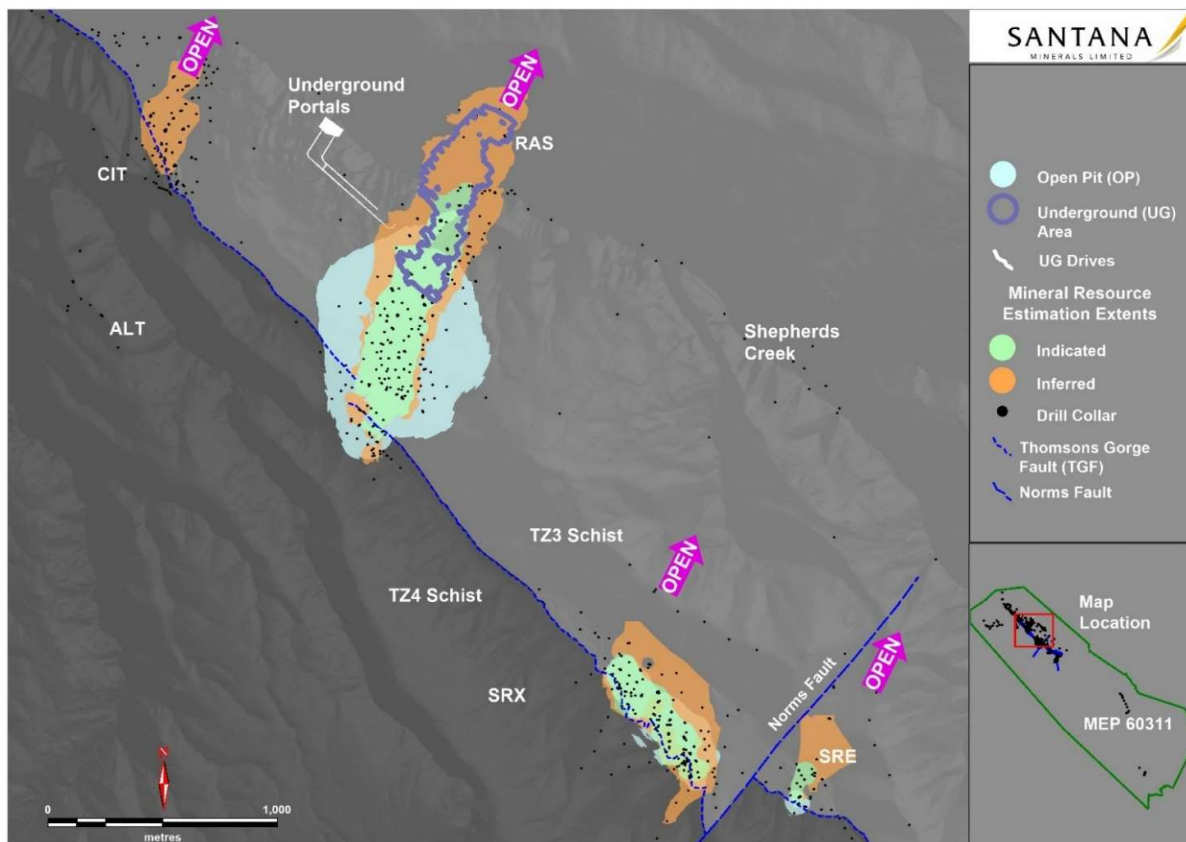 OPEN
OPEN
Underground
Portals
RAS
CIT
ALT
Shepherds
Creek
TZ3 Schist
OPEN
TZ4 Schist
OPEN
SRX
Norms Fault
SRE
N
0 1,000
metres
SANTANA
MINERALS LIMITED
Open Pit (OP)
Underground (UG)
Area
UG Drives
Mineral Resource
Estimation Extents
Indicated
Inferred
Drill Collar
Thomsons Gorge
Fault (TGF)
Norms Fault
Map
Location
MEP 60311